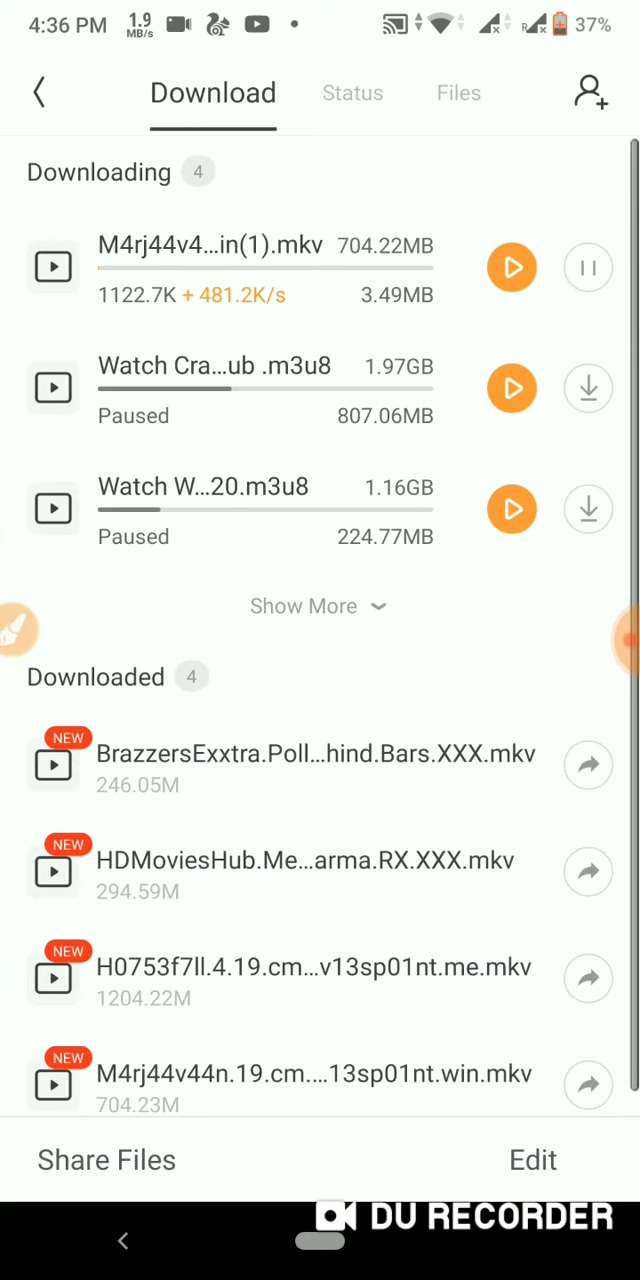 4:36 PM 1.9 MB/s R 37%
Download Status Files
Downloading 4
M4rj44v4...in(1).mkv 704.22MB
1122.7K + 481.2K/s 3.49MB
Watch Cra...ub .m3u8 1.97GB
Paused 807.06MB
Watch W...20.m3u8 1.16GB
Paused 224.77MB
Show More
Downloaded 4
NEW
BrazzersExxtra.Poll...hind.Bars.XXX.mkv
246.05M
NEW
HDMoviesHub.Me...arma.RX.XXX.mkv
294.59M
NEW
H0753f7ll.4.19.cm...v13sp01nt.me.mkv
1204.22M
NEW
M4rj44v44n.19.cm....13sp01nt.win.mkv
704.23M
Share Files Edit
DU RECORDER